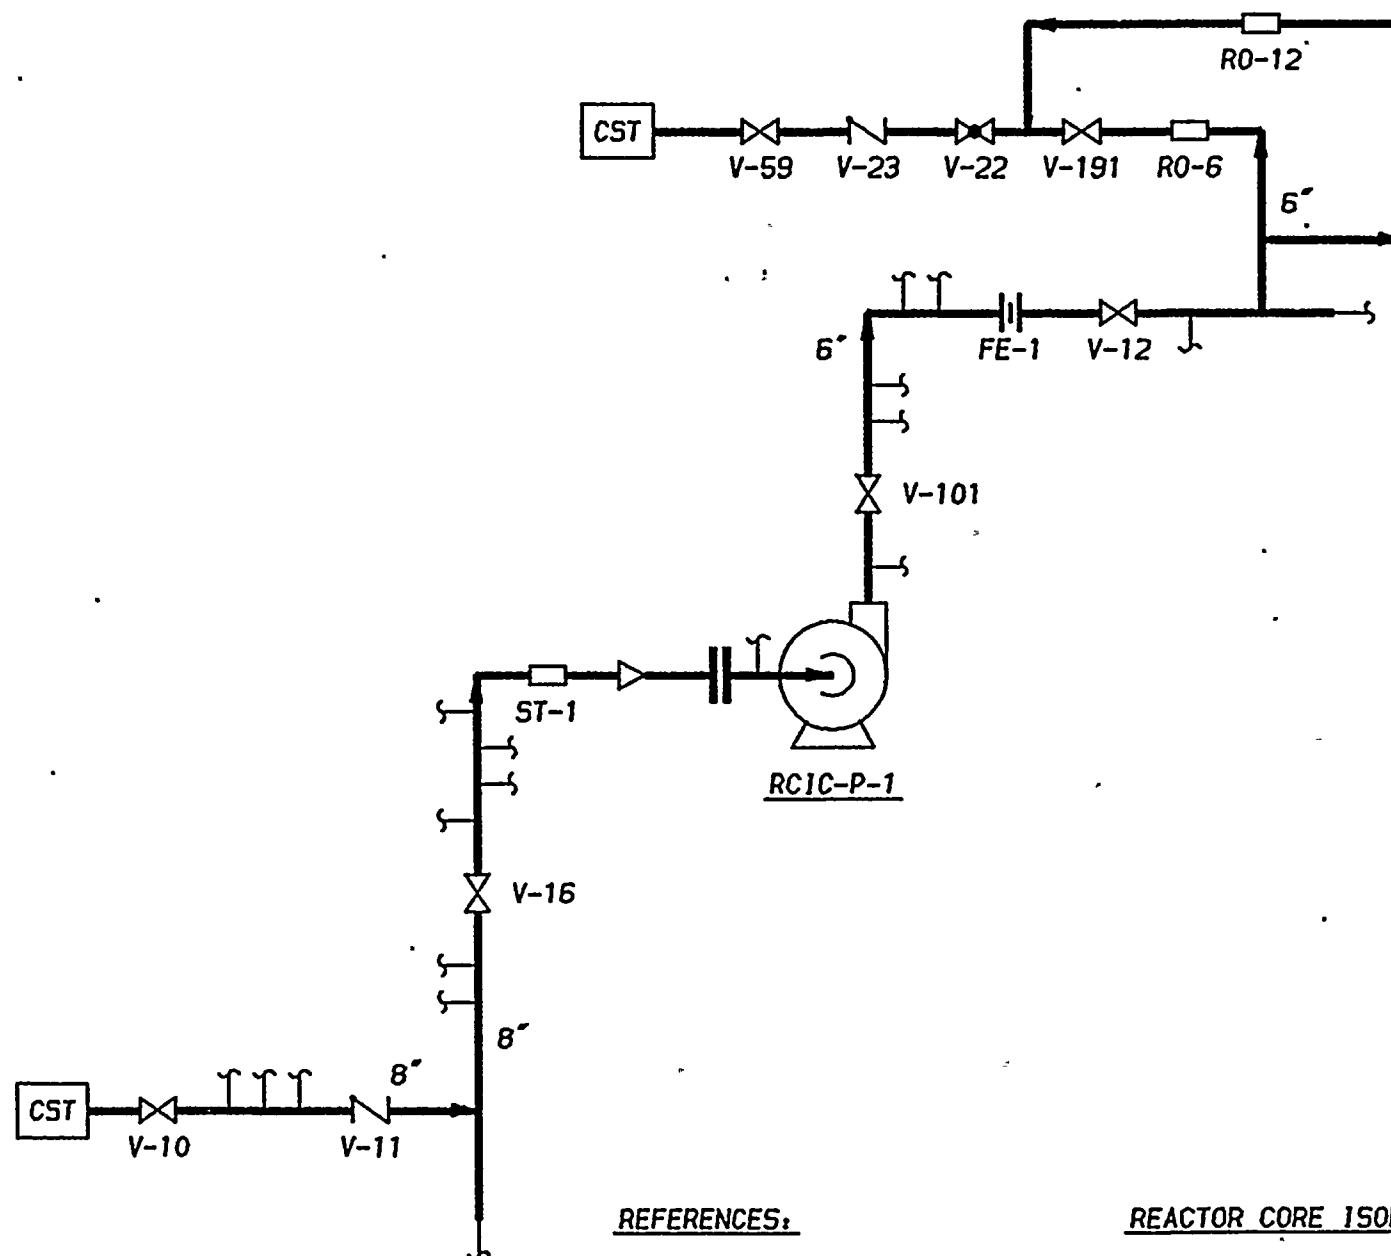 RO-12
CST
V-59
V-23
V-22
V-191
RO-6
6"
FE-1
V-12
6"
V-101
ST-1
RCIC-P-1
V-16
8"
8"
CST
V-10
V-11
REFERENCES:
REACTOR CORE ISO